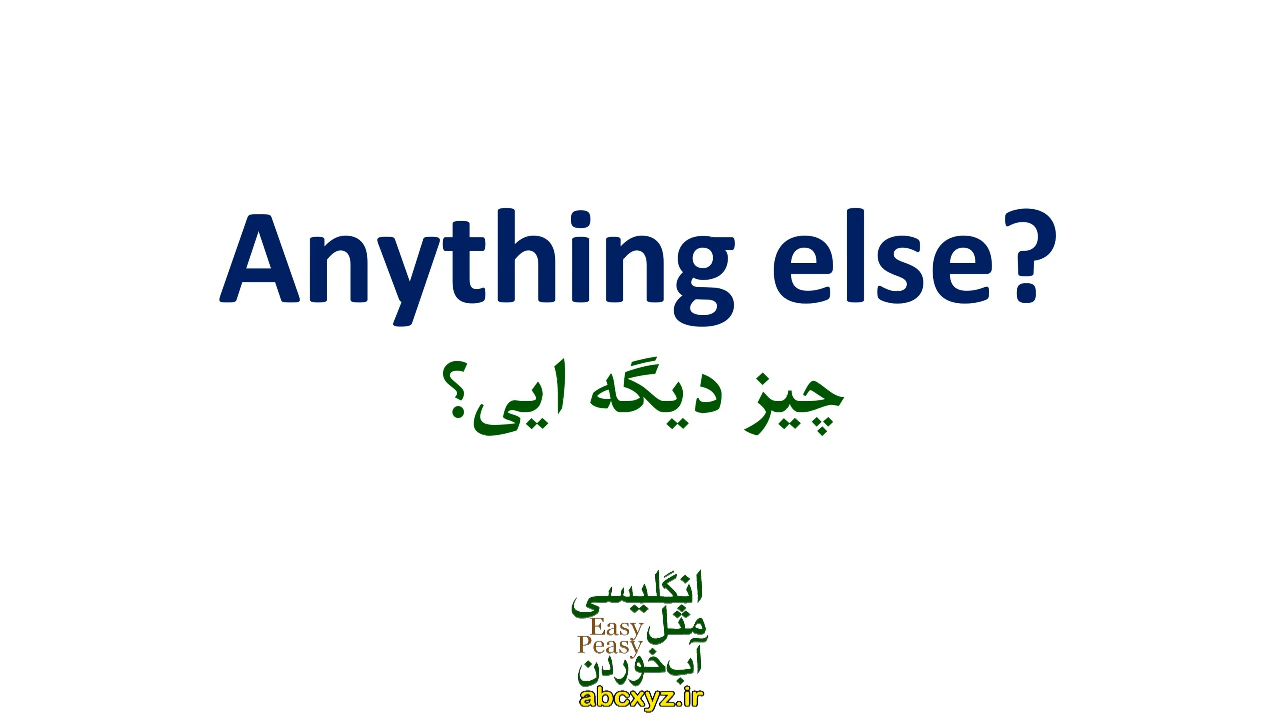 Anything else?
چیز دیگه ایی؟
انگلیسی
مثل
Easy
Peasy
آب‌خوردن
abcxyz.ir